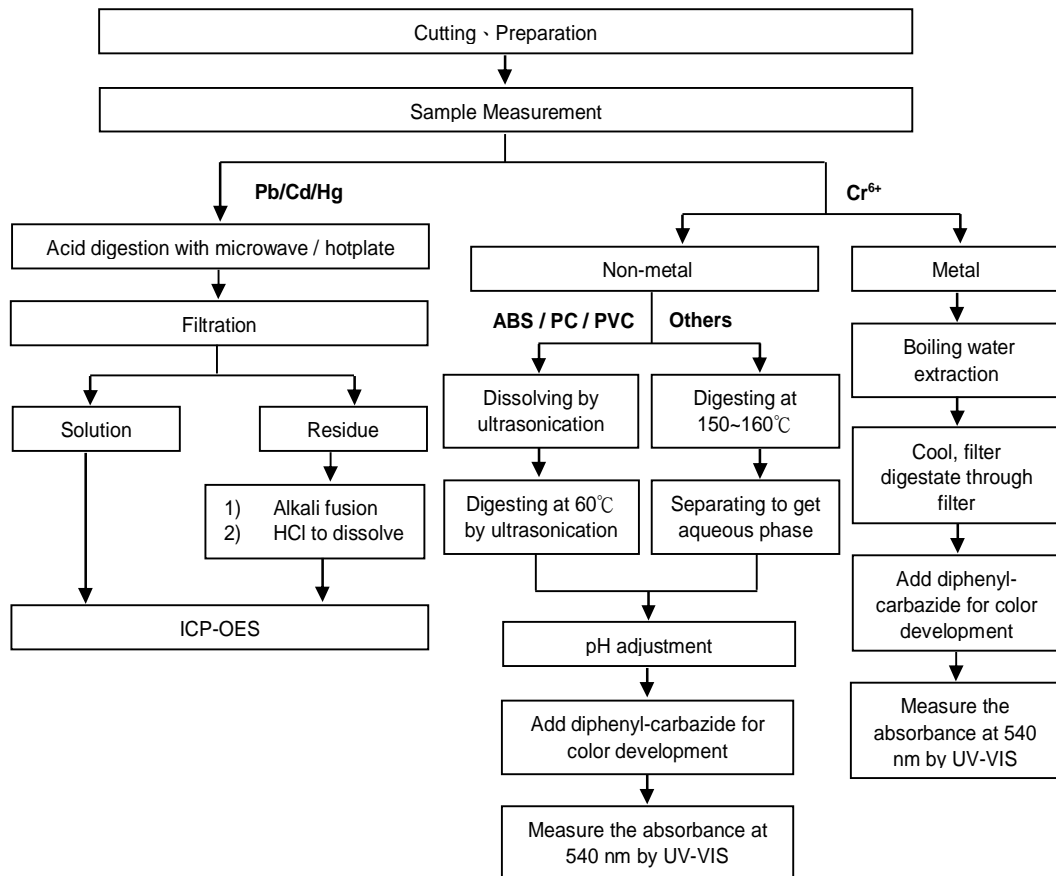 Cutting、Preparation
Sample Measurement
Pb/Cd/Hg
Acid digestion with microwave / hotplate
Filtration
Solution
Residue
1) Alkali fusion
2) HCl to dissolve
ICP-OES
Cr⁶⁺
Non-metal
ABS / PC / PVC
Others
Dissolving by
ultrasonication
Digesting at 60℃
by ultrasonication
Digesting at
150~160℃
Separating to get
aqueous phase
pH adjustment
Add diphenyl-carbazide for
color development
Measure the absorbance at
540 nm by UV-VIS
Metal
Boiling water
extraction
Cool, filter
digestate through
filter
Add diphenyl-
carbazide for color
development
Measure the
absorbance at 540
nm by UV-VIS